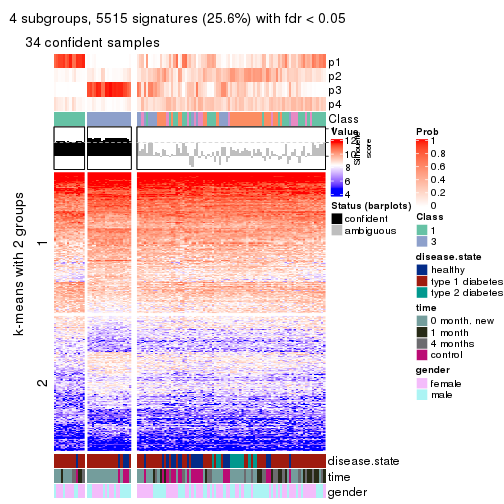 4 subgroups, 5515 signatures (25.6%) with fdr < 0.05
34 confident samples
p1
p2
p3
p4
Class
1
Silhouette
score
k-means with 2 groups
1
2
disease.state
time
gender
Value
12
10
8
6
4
Status (barplots)
confident
ambiguous
Prob
1
0.8
0.6
0.4
0.2
0
Class
1
3
disease.state
healthy
type 1 diabetes
type 2 diabetes
time
0 month. new
1 month
4 months
control
gender
female
male